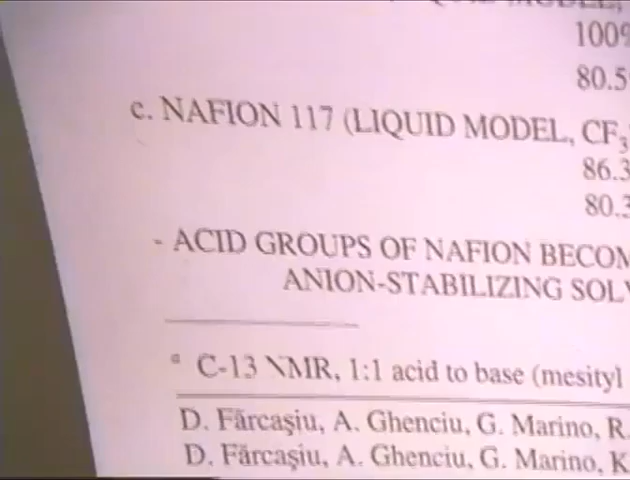 100%
80.5
c. NAFION 117 (LIQUID MODEL, CF3
86.3
80.3
- ACID GROUPS OF NAFION BECOM
ANION-STABILIZING SOLV
a C-13 NMR, 1:1 acid to base (mesityl
D. Fărcaşiu, A. Ghenciu, G. Marino, R.
D. Fărcaşiu, A. Ghenciu, G. Marino, K